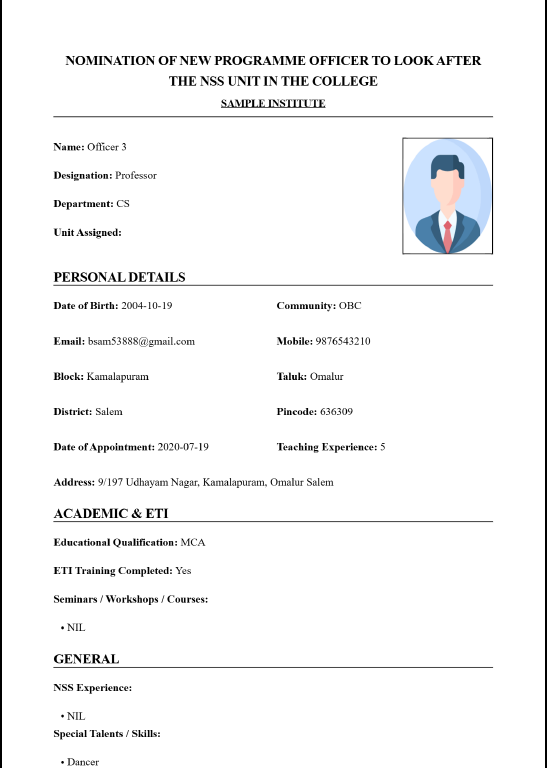 NOMINATION OF NEW PROGRAMME OFFICER TO LOOK AFTER
THE NSS UNIT IN THE COLLEGE
SAMPLE INSTITUTE
Name: Officer 3
Designation: Professor
Department: CS
Unit Assigned:
PERSONAL DETAILS
Date of Birth: 2004-10-19 Community: OBC
Email: bsam53888@gmail.com Mobile: 9876543210
Block: Kamalapuram Taluk: Omalur
District: Salem Pincode: 636309
Date of Appointment: 2020-07-19 Teaching Experience: 5
Address: 9/197 Udhayam Nagar, Kamalapuram, Omalur Salem
ACADEMIC & ETI
Educational Qualification: MCA
ETI Training Completed: Yes
Seminars / Workshops / Courses:
• NIL
GENERAL
NSS Experience:
• NIL
Special Talents / Skills:
• Dancer